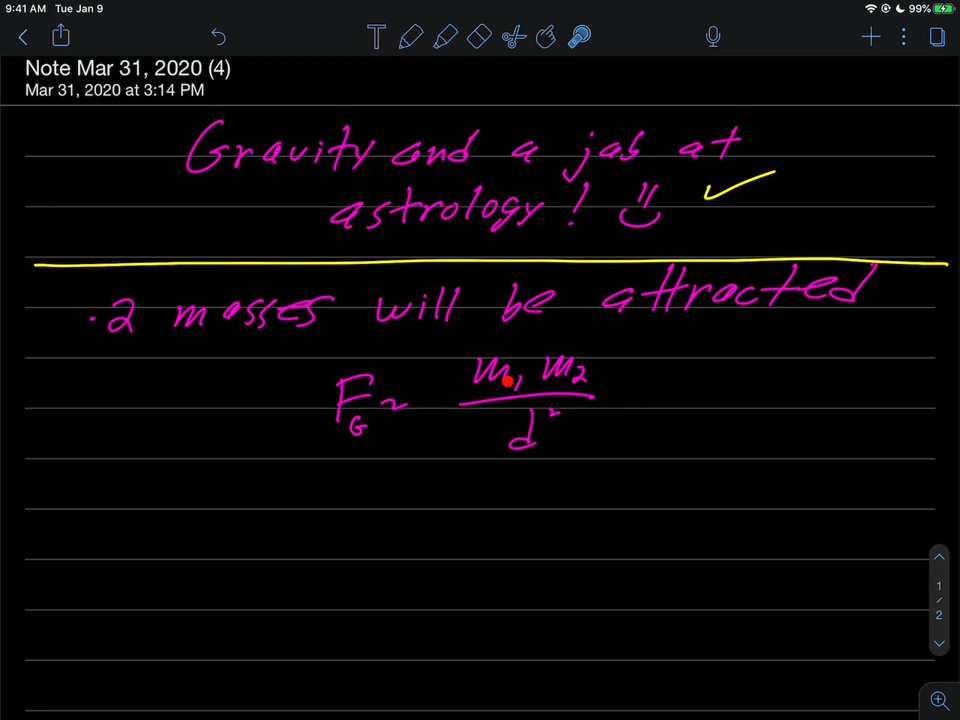 9:41 AM Tue Jan 9 99%
Note Mar 31, 2020 (4)
Mar 31, 2020 at 3:14 PM
Gravity and a jab at
astrology! :)
• 2 masses will be attracted
F_G ~ m₁ m₂ / d²
1
/
2